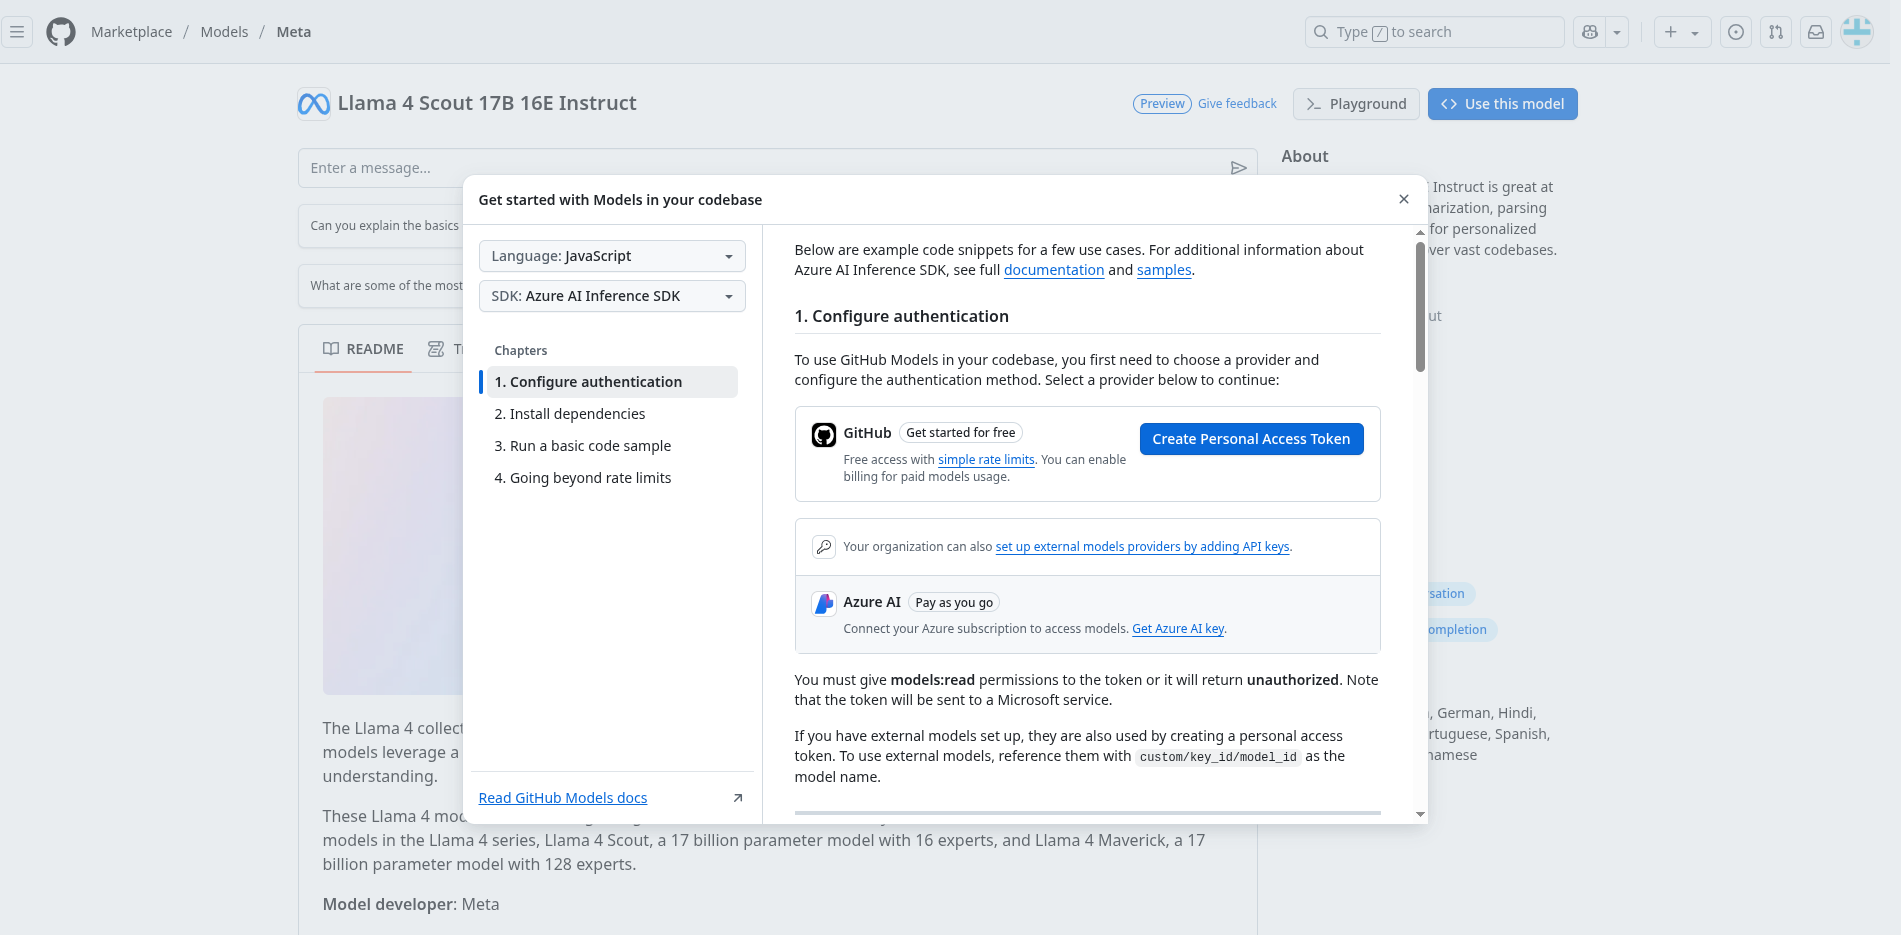 Marketplace / Models / Meta
Type / to search
Llama 4 Scout 17B 16E Instruct
Preview
Give feedback
Playground
Use this model
Enter a message...
About
Can you explain the basics
What are some of the most
Instruct is great at
parsing
for personalized
over vast codebases.
README
Get started with Models in your codebase
Language: JavaScript
SDK: Azure AI Inference SDK
Chapters
1. Configure authentication
2. Install dependencies
3. Run a basic code sample
4. Going beyond rate limits
Read GitHub Models docs
Below are example code snippets for a few use cases. For additional information about
Azure AI Inference SDK, see full documentation and samples.
1. Configure authentication
To use GitHub Models in your codebase, you first need to choose a provider and
configure the authentication method. Select a provider below to continue:
GitHub
Get started for free
Free access with simple rate limits. You can enable
billing for paid models usage.
Create Personal Access Token
Your organization can also set up external models providers by adding API keys.
Azure AI
Pay as you go
Connect your Azure subscription to access models. Get Azure AI key.
You must give models:read permissions to the token or it will return unauthorized. Note
that the token will be sent to a Microsoft service.
If you have external models set up, they are also used by creating a personal access
token. To use external models, reference them with custom/key_id/model_id as the
model name.
German, Hindi,
Spanish,
The Llama 4 collect
models leverage a
understanding.
These Llama 4 mod
models in the Llama 4 series, Llama 4 Scout, a 17 billion parameter model with 16 experts, and Llama 4 Maverick, a 17
billion parameter model with 128 experts.
Model developer: Meta